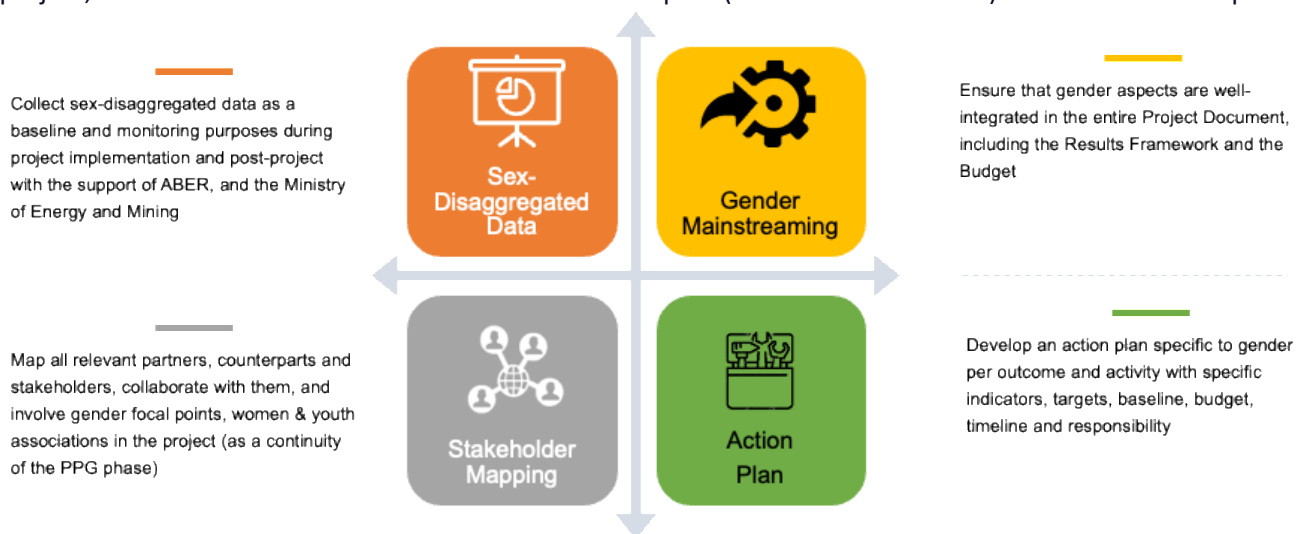 Collect sex-disaggregated data as a
baseline and monitoring purposes during
project implementation and post-project
with the support of ABER, and the Ministry
of Energy and Mining
Sex-
Disaggregated
Data
Gender
Mainstreaming
Ensure that gender aspects are well-
integrated in the entire Project Document,
including the Results Framework and the
Budget
Map all relevant partners, counterparts and
stakeholders, collaborate with them, and
involve gender focal points, women & youth
associations in the project (as a continuity
of the PPG phase)
Stakeholder
Mapping
Action
Plan
Develop an action plan specific to gender
per outcome and activity with specific
indicators, targets, baseline, budget,
timeline and responsibility